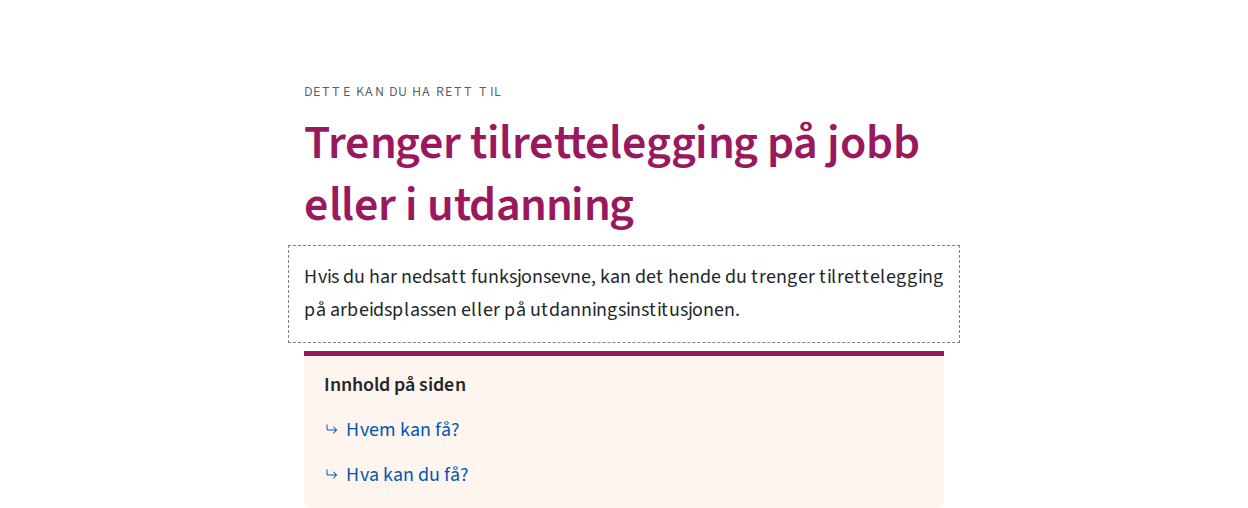 DETTE KAN DU HA RETT TIL
Trenger tilrettelegging på jobb
eller i utdanning
Hvis du har nedsatt funksjonsevne, kan det hende du trenger tilrettelegging
på arbeidsplassen eller på utdanningsinstitusjonen.
Innhold på siden
↳ Hvem kan få?
↳ Hva kan du få?